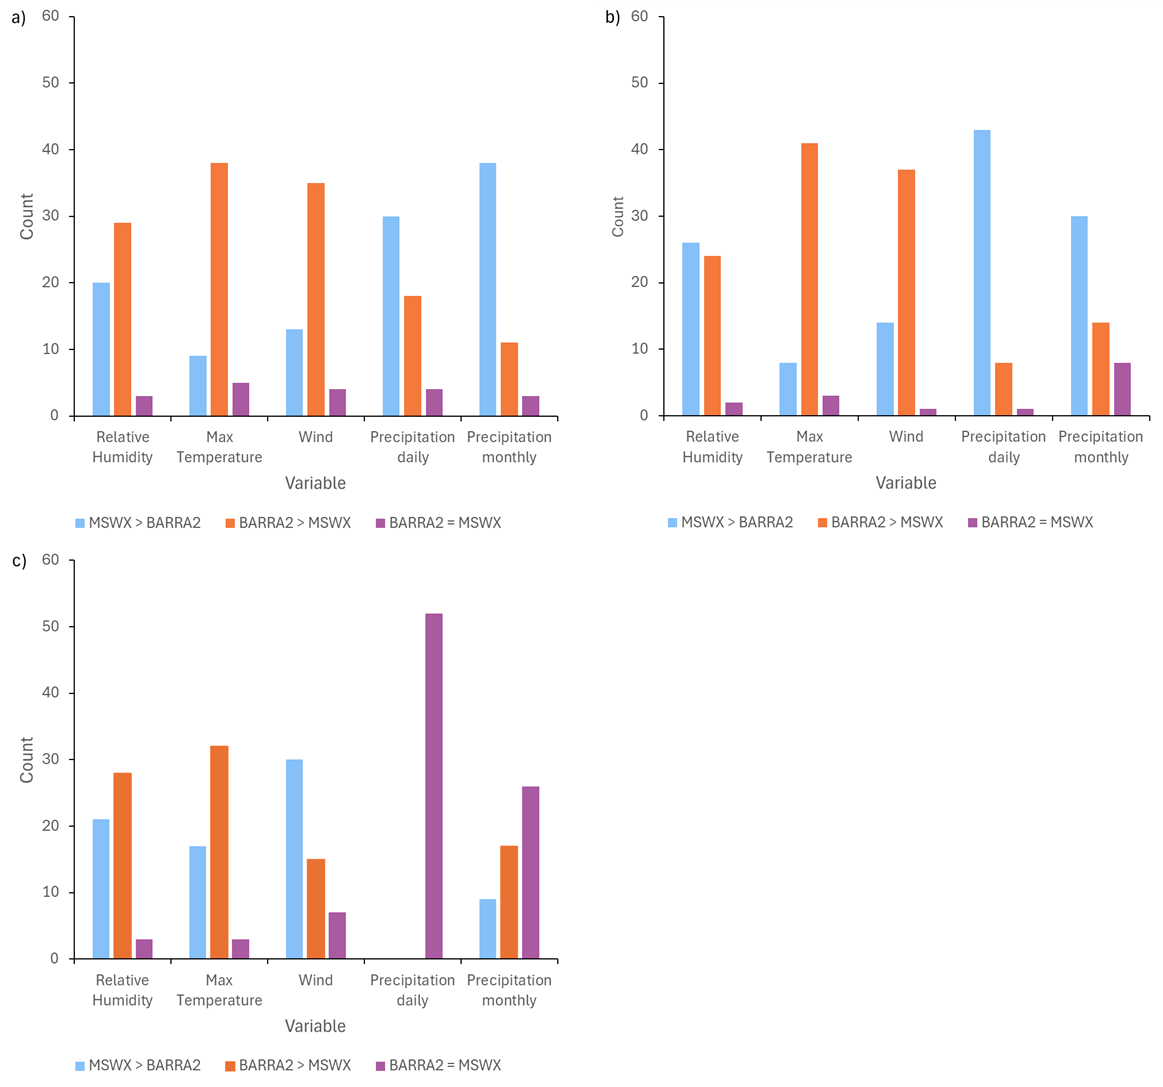 a)
60
50
40
30
20
10
0
Count
Relative Humidity
Max Temperature
Wind
Precipitation daily
Precipitation monthly
Variable
MSWX > BARRA2 BARRA2 > MSWX BARRA2 = MSWX
b)
60
50
40
30
20
10
0
Count
Relative Humidity
Max Temperature
Wind
Precipitation daily
Precipitation monthly
Variable
MSWX > BARRA2 BARRA2 > MSWX BARRA2 = MSWX
c)
60
50
40
30
20
10
0
Count
Relative Humidity
Max Temperature
Wind
Precipitation daily
Precipitation monthly
Variable
MSWX > BARRA2 BARRA2 > MSWX BARRA2 = MSWX